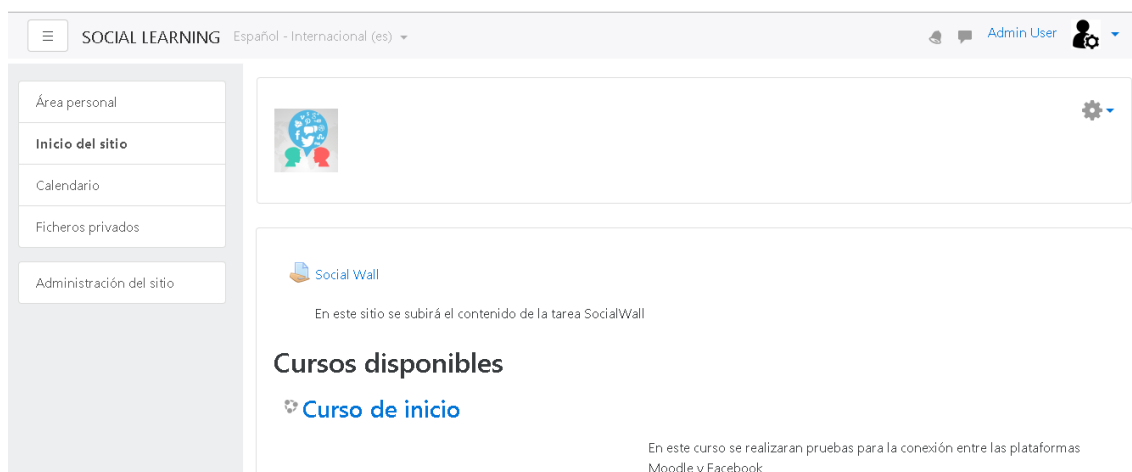 SOCIAL LEARNING Español - Internacional (es)
Admin User
Área personal
Inicio del sitio
Calendario
Ficheros privados
Administración del sitio
Social Wall
En este sitio se subirá el contenido de la tarea SocialWall
Cursos disponibles
Curso de inicio
En este curso se realizaran pruebas para la conexión entre las plataformas
Moodle y Facebook